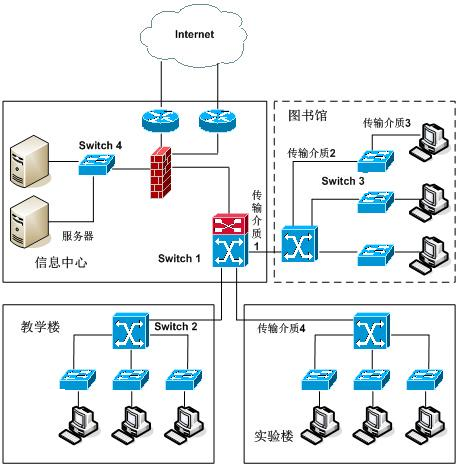 Internet
图书馆
传输介质3
Switch 4
传输介质2
Switch 3
传输介质1
服务器
信息中心
Switch 1
教学楼
Switch 2
传输介质4
实验楼